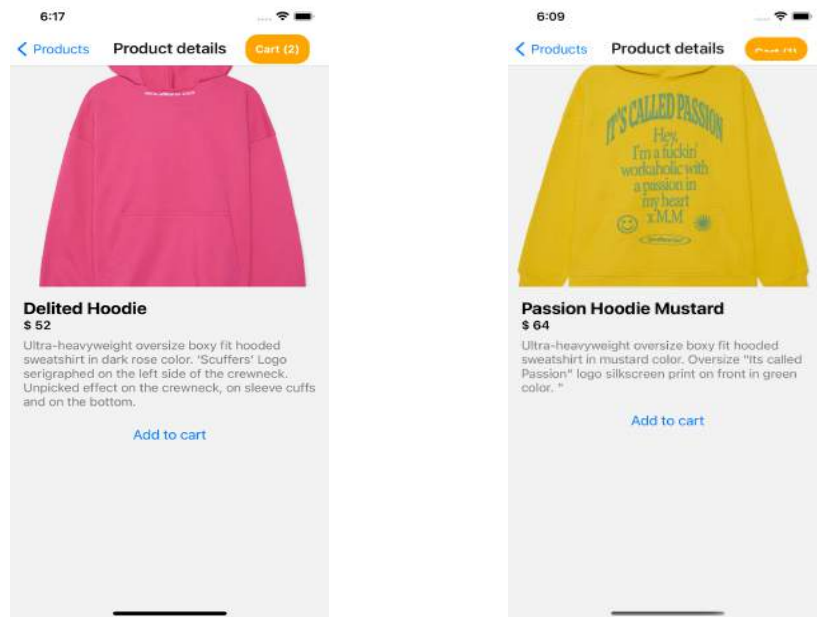 6:17
Products Product details Cart (2)
Delited Hoodie
$ 52
Ultra-heavyweight oversize boxy fit hooded
sweatshirt in dark rose color. 'Scuffers' Logo
serigraphed on the left side of the crewneck.
Unpicked effect on the crewneck, on sleeve cuffs
and on the bottom.
Add to cart
6:09
Products Product details Cart
IT'S CALLED PASSION
Hey,
I'm a fuckin'
workaholic with
a passion in
my heart
x M.M
Passion Hoodie Mustard
$ 64
Ultra-heavyweight oversize boxy fit hooded
sweatshirt in mustard color. Oversize "Its called
Passion" logo silkscreen print on front in green
color. "
Add to cart